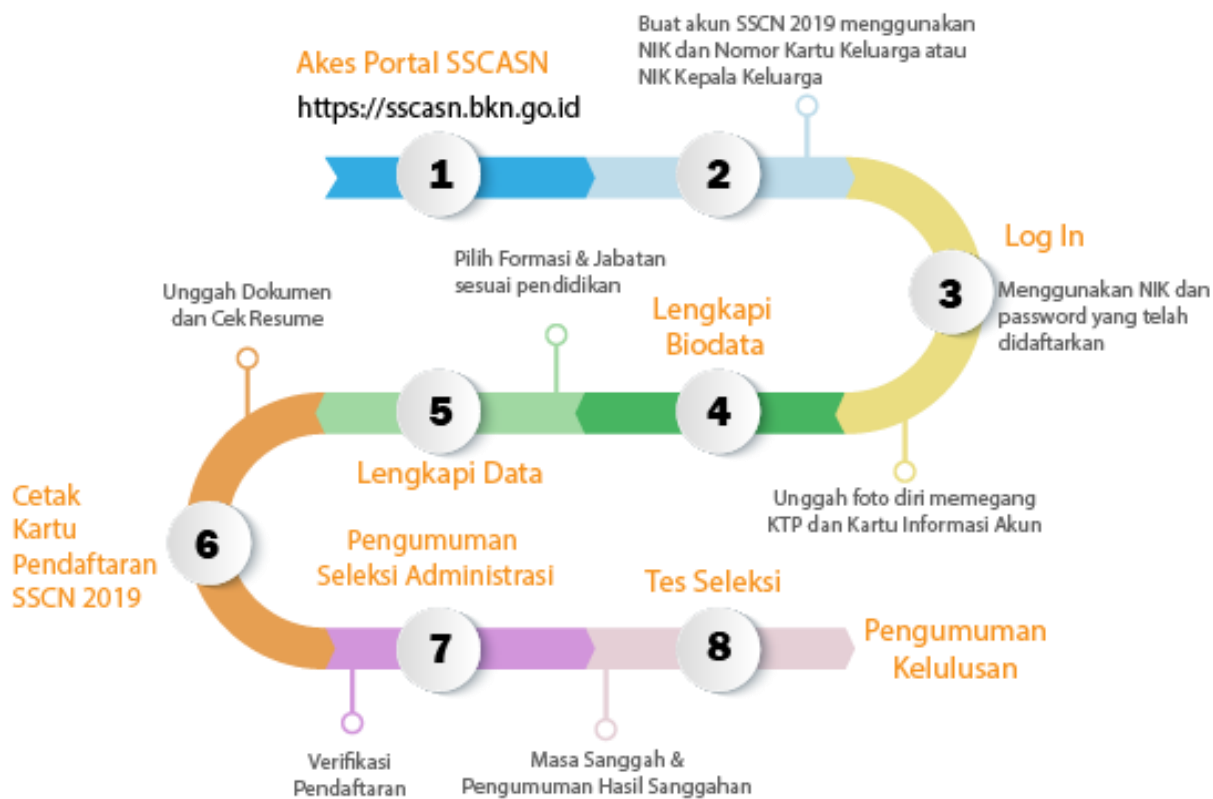 Akes Portal SSCASN
https://sscasn.bkn.go.id
1
Buat akun SSCN 2019 menggunakan
NIK dan Nomor Kartu Keluarga atau
NIK Kepala Keluarga
2
Log In
3
Menggunakan NIK dan
password yang telah
didaftarkan
Unggah foto diri memegang
KTP dan Kartu Informasi Akun
Lengkapi
Biodata
4
Pilih Formasi & Jabatan
sesuai pendidikan
5
Lengkapi Data
Unggah Dokumen
dan Cek Resume
Cetak
Kartu
Pendaftaran
SSCN 2019
6
Verifikasi
Pendaftaran
Pengumuman
Seleksi Administrasi
7
Masa Sanggah &
Pengumuman Hasil Sanggahan
Tes Seleksi
8
Pengumuman
Kelulusan